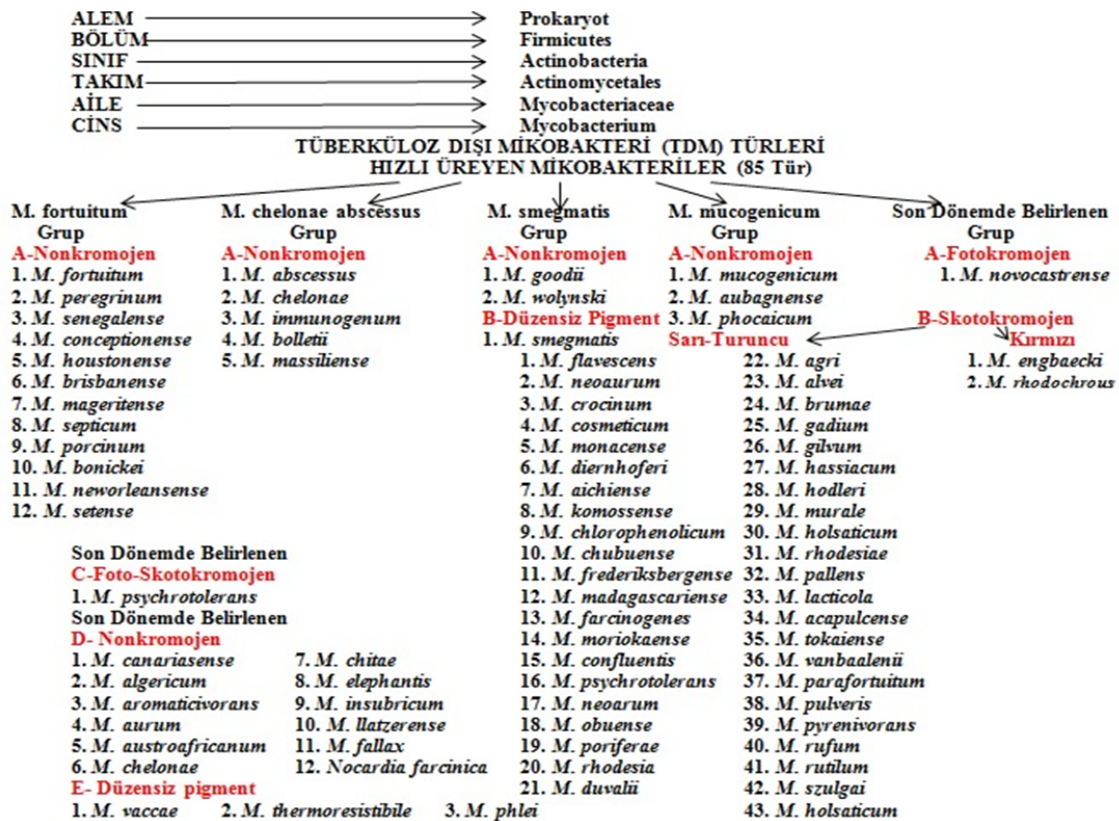 ALEM Prokaryot
BÖLÜM Firmicutes
SINIF Actinobacteria
TAKIM Actinomycetales
AİLE Mycobacteriaceae
CİNS Mycobacterium
TÜBERKÜLOZ DIŞI MİKOBAKTERİ (TDM) TÜRLERİ
HIZLI ÜREYEN MİKOBAKTERİLER (85 Tür)
M. fortuitum
Grup
A-Nonkromojen
1. M. fortuitum
2. M. peregrinum
3. M. senegalense
4. M. conceptionense
5. M. houstonense
6. M. brisbanense
7. M. mageritense
8. M. septicum
9. M. porcinum
10. M. bonickei
11. M. neworleansense
12. M. setense
M. chelonae abscessus
Grup
A-Nonkromojen
1. M. abscessus
2. M. chelonae
3. M. immunogenum
4. M. bolletii
5. M. massiliense
M. smegmatis
Grup
A-Nonkromojen
1. M. goodii
2. M. wolynski
B-Düzensiz Pigment
1. M. smegmatis
M. mucogenicum
Grup
A-Nonkromojen
1. M. mucogenicum
2. M. aubagnense
3. M. phocaicum
Son Dönemde Belirlenen
Grup
A-Fotokromojen
1. M. novocastrense
B-Skotokromojen
Sarı-Turuncu
1. M. flavescens
2. M. neoaurum
3. M. crocinum
4. M. cosmeticum
5. M. monacense
6. M. diernhoferi
7. M. aichiense
8. M. komossense
9. M. chlorophenolicum
10. M. chubuense
11. M. frederiksbergense
12. M. madagascariense
13. M. farcinogenes
14. M. moriokaense
15. M. confluentis
16. M. psychrotolerans
17. M. neoarum
18. M. obuense
19. M. poriferae
20. M. rhodesia
21. M. duvalii
22. M. agri
23. M. alvei
24. M. brumae
25. M. gadium
26. M. gilvum
27. M. hassiacum
28. M. hodleri
29. M. murale
30. M. holsaticum
31. M. rhodesiae
32. M. pallens
33. M. lacticola
34. M. acapulcense
35. M. tokaiense
36. M. vanbaalenii
37. M. parafortuitum
38. M. pulveris
39. M. pyrenivorans
40. M. rufum
41. M. rutilum
42. M. szulgai
43. M. holsaticum
Kırmızı
1. M. engbaecki
2. M. rhodochrous
Son Dönemde Belirlenen
C-Foto-Skotokromojen
1. M. psychrotolerans
Son Dönemde Belirlenen
D- Nonkromojen
1. M. canariasense
2. M. algericum
3. M. aromaticivorans
4. M. aurum
5. M. austroafricanum
6. M. chelonae
7. M. chitae
8. M. elephantis
9. M. insubricum
10. M. llatzerense
11. M. fallax
12. Nocardia farcinica
E- Düzensiz pigment
1. M. vaccae 2. M. thermoresistibile 3. M. phlei